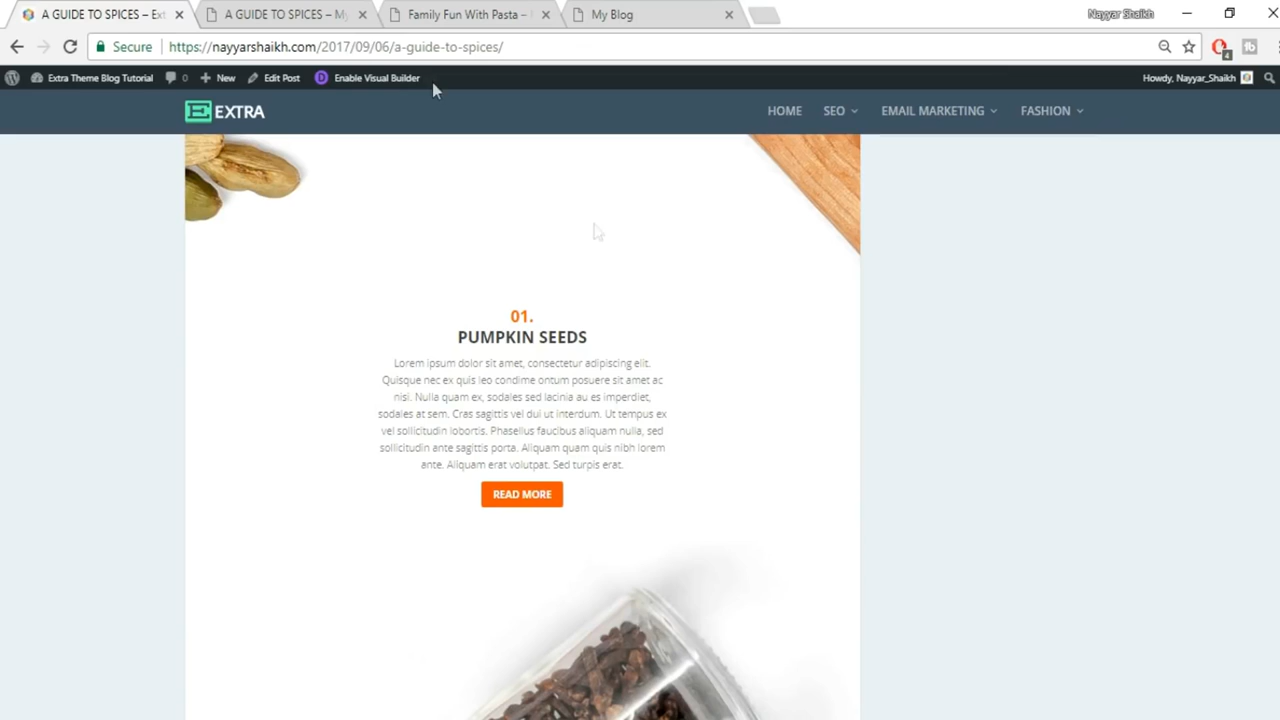 A GUIDE TO SPICES – Ext
A GUIDE TO SPICES – My
Family Fun With Pasta –
My Blog
Nayyar Shaikh
Secure
https://nayyarshaikh.com/2017/09/06/a-guide-to-spices/
4
Extra Theme Blog Tutorial
0
New
Edit Post
D
Enable Visual Builder
Howdy, Nayyar_Shaikh
E EXTRA
HOME
SEO
EMAIL MARKETING
FASHION
01.
PUMPKIN SEEDS
Lorem ipsum dolor sit amet, consectetur adipiscing elit.
Quisque nec ex quis leo condime ontum posuere sit amet ac
nisi. Nulla quam ex, sodales sed lacinia au es imperdiet,
sodales at sem. Cras sagittis vel dui ut interdum. Ut tempus ex
vel sollicitudin lobortis. Phasellus faucibus aliquam nulla, sed
sollicitudin ante sagittis porta. Aliquam quam quis nibh lorem
ante. Aliquam erat volutpat. Sed turpis erat.
READ MORE